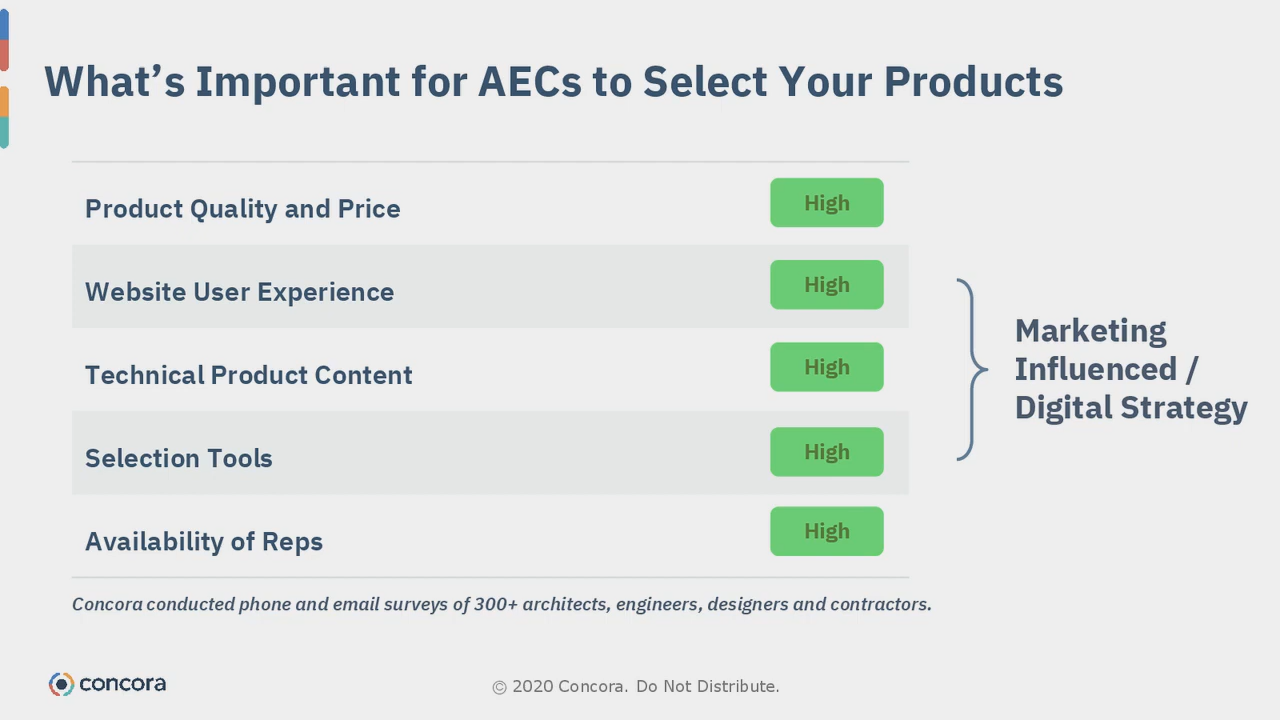 What’s Important for AECs to Select Your Products
Product Quality and Price High
Website User Experience High
Technical Product Content High
Selection Tools High
Availability of Reps High
Marketing
Influenced /
Digital Strategy
Concora conducted phone and email surveys of 300+ architects, engineers, designers and contractors.
concora
© 2020 Concora. Do Not Distribute.